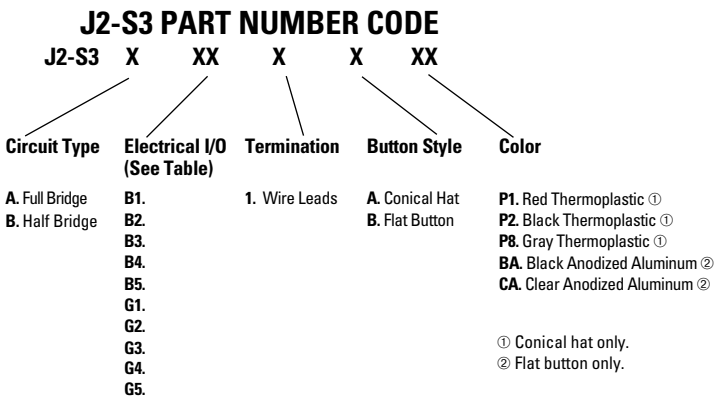 J2-S3 PART NUMBER CODE
J2-S3 X XX X X XX
Circuit Type
A. Full Bridge
B. Half Bridge
Electrical I/O
(See Table)
B1.
B2.
B3.
B4.
B5.
G1.
G2.
G3.
G4.
G5.
Termination
1. Wire Leads
Button Style
A. Conical Hat
B. Flat Button
Color
P1. Red Thermoplastic ①
P2. Black Thermoplastic ①
P8. Gray Thermoplastic ①
BA. Black Anodized Aluminum ②
CA. Clear Anodized Aluminum ②
① Conical hat only.
② Flat button only.